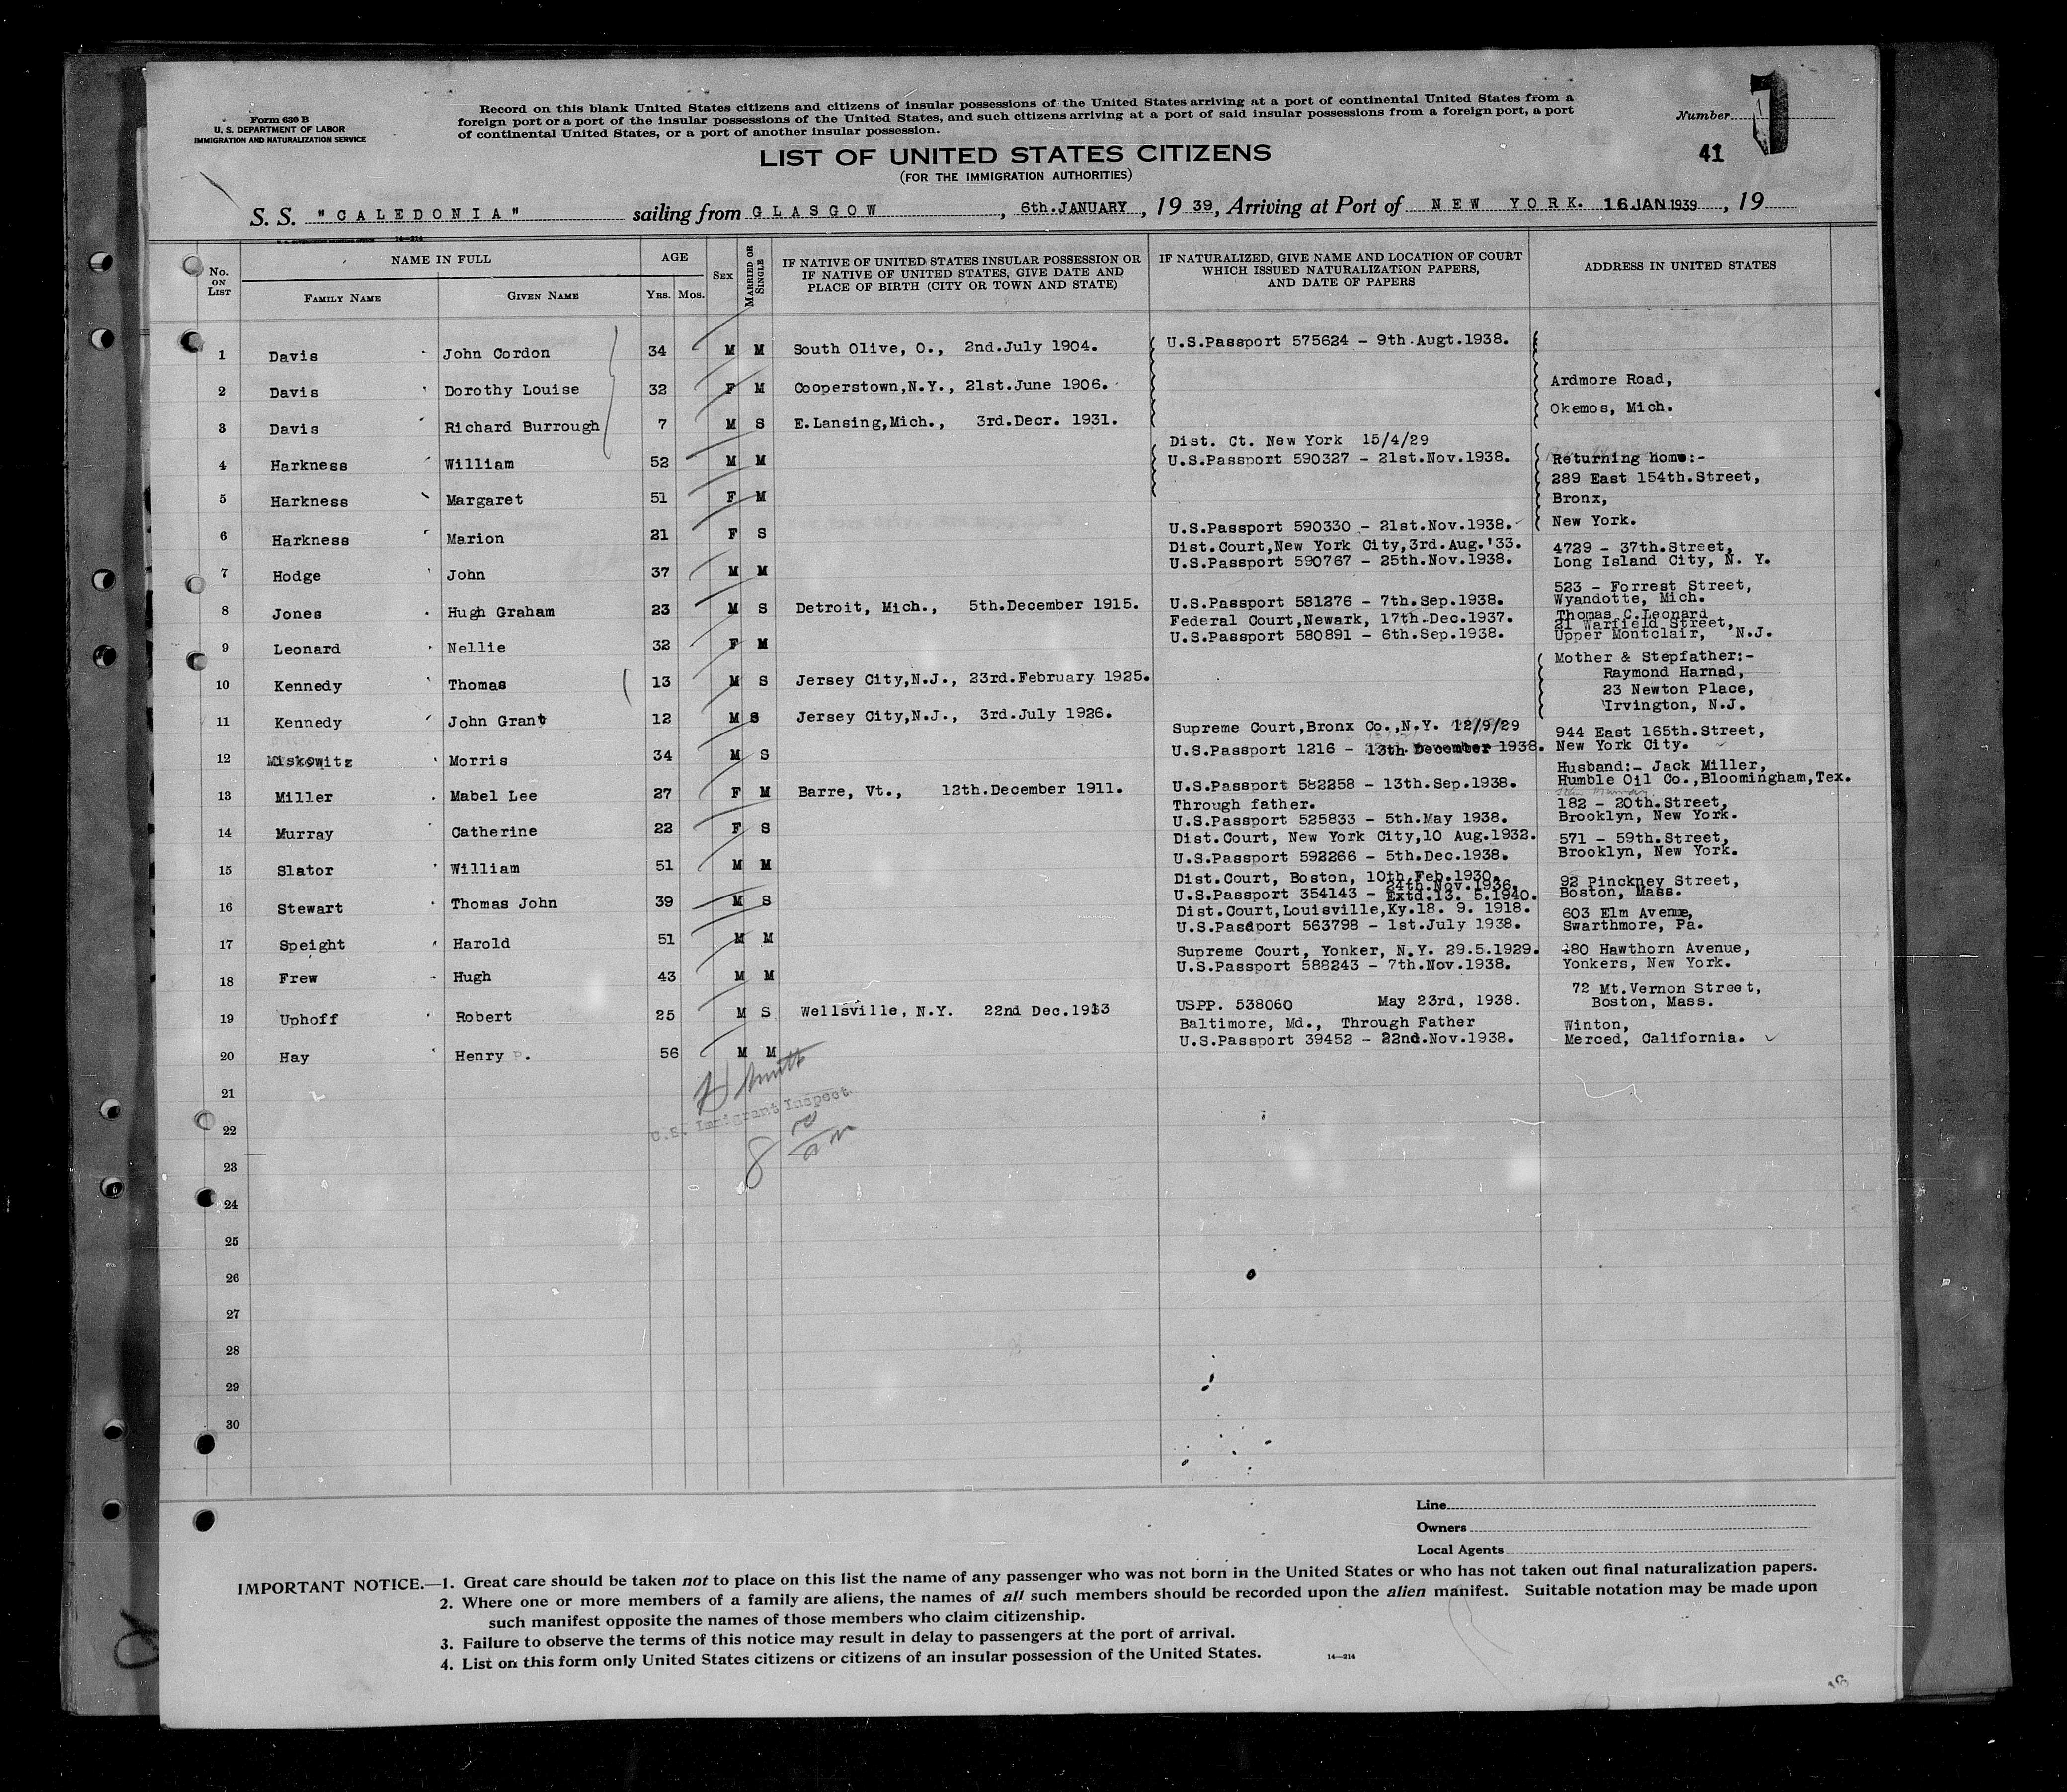 Form 630 B
U. S. DEPARTMENT OF LABOR
IMMIGRATION AND NATURALIZATION SERVICE
Record on this blank United States citizens and citizens of insular possessions of the United States arriving at a port of continental United States from a
foreign port or a port of the insular possessions of the United States, and such citizens arriving at a port of said insular possessions from a foreign port, a port
of continental United States, or a port of another insular possession.
Number
41
LIST OF UNITED STATES CITIZENS
(FOR THE IMMIGRATION AUTHORITIES)
S. S. "CALEDONIA" sailing from GLASGOW, 6th.JANUARY, 19 39, Arriving at Port of NEW YORK. 16 JAN 1939, 19
14—214
No. ON LIST
NAME IN FULL
FAMILY NAME
GIVEN NAME
AGE
YRS. MOS.
SEX
MARRIED OR SINGLE
IF NATIVE OF UNITED STATES INSULAR POSSESSION OR
IF NATIVE OF UNITED STATES, GIVE DATE AND
PLACE OF BIRTH (CITY OR TOWN AND STATE)
IF NATURALIZED, GIVE NAME AND LOCATION OF COURT
WHICH ISSUED NATURALIZATION PAPERS,
AND DATE OF PAPERS
ADDRESS IN UNITED STATES
1 Davis John Cordon 34 M M South Olive, O., 2nd.July 1904. U.S.Passport 575624 - 9th.Augt.1938.
2 Davis Dorothy Louise 32 F M Cooperstown,N.Y., 21st.June 1906. Ardmore Road,
Okemos, Mich.
3 Davis Richard Burrough 7 M S E.Lansing,Mich., 3rd.Decr. 1931.
Dist. Ct. New York 15/4/29
4 Harkness William 52 M M U.S.Passport 590327 - 21st.Nov.1938. Returning home:-
289 East 154th.Street,
5 Harkness Margaret 51 F M Bronx,
New York.
6 Harkness Marion 21 F S U.S.Passport 590330 - 21st.Nov.1938.
Dist.Court,New York City,3rd.Aug.'33. 4729 - 37th.Street,
7 Hodge John 37 M M U.S.Passport 590767 - 25th.Nov.1938. Long Island City, N. Y.
523 - Forrest Street,
8 Jones Hugh Graham 23 M S Detroit, Mich., 5th.December 1915. U.S.Passport 581276 - 7th.Sep.1938. Wyandotte, Mich.
Thomas C.Leonard
Federal Court,Newark, 17th.Dec.1937. 21 Warfield Street,
9 Leonard Nellie 32 F M U.S.Passport 580891 - 6th.Sep.1938. Upper Montclair, N.J.
Mother & Stepfather:-
10 Kennedy Thomas 13 M S Jersey City,N.J., 23rd.February 1925. Raymond Harnad,
23 Newton Place,
Irvington, N.J.
11 Kennedy John Grant 12 M S Jersey City,N.J., 3rd.July 1926.
Supreme Court,Bronx Co.,N.Y. 12/9/29 944 East 165th.Street,
12 Miskowitz Morris 34 M S U.S.Passport 1216 - 13th December 1938. New York City.
Husband:- Jack Miller,
Humble Oil Co.,Bloomingham,Tex.
13 Miller Mabel Lee 27 F M Barre, Vt., 12th.December 1911. U.S.Passport 582258 - 13th.Sep.1938.
John Murray
Through father. 182 - 20th.Street,
14 Murray Catherine 22 F S U.S.Passport 525833 - 5th.May 1938. Brooklyn, New York.
Dist.Court, New York City,10 Aug.1932. 571 - 59th.Street,
15 Slator William 51 M M U.S.Passport 592266 - 5th.Dec.1938. Brooklyn, New York.
Dist.Court, Boston, 10th.Feb.1930. 92 Pinckney Street,
24th.Nov.1936.
16 Stewart Thomas John 39 M S U.S.Passport 354143 - Extd.13. 5.1940. Boston, Mass.
Dist.Court,Louisville,Ky.18. 9. 1918. 603 Elm Avenue,
17 Speight Harold 51 M M U.S.Passport 563798 - 1st.July 1938. Swarthmore, Pa.
Supreme Court, Yonker, N.Y. 29.5.1929. 480 Hawthorn Avenue,
18 Frew Hugh 43 M M U.S.Passport 588243 - 7th.Nov.1938. Yonkers, New York.
72 Mt.Vernon Street,
19 Uphoff Robert 25 M S Wellsville, N.Y. 22nd Dec.1913 USPP. 538060 May 23rd, 1938. Boston, Mass.
Baltimore, Md., Through Father Winton,
20 Hay Henry . 56 M M U.S.Passport 39452 - 22nd.Nov.1938. Merced, California.
21
U.S. Immigrant Inspect
22
23
24
25
26
27
28
29
30
Line
Owners
Local Agents
IMPORTANT NOTICE.—1. Great care should be taken not to place on this list the name of any passenger who was not born in the United States or who has not taken out final naturalization papers.
2. Where one or more members of a family are aliens, the names of all such members should be recorded upon the alien manifest. Suitable notation may be made upon
such manifest opposite the names of those members who claim citizenship.
3. Failure to observe the terms of this notice may result in delay to passengers at the port of arrival.
4. List on this form only United States citizens or citizens of an insular possession of the United States.
14—214